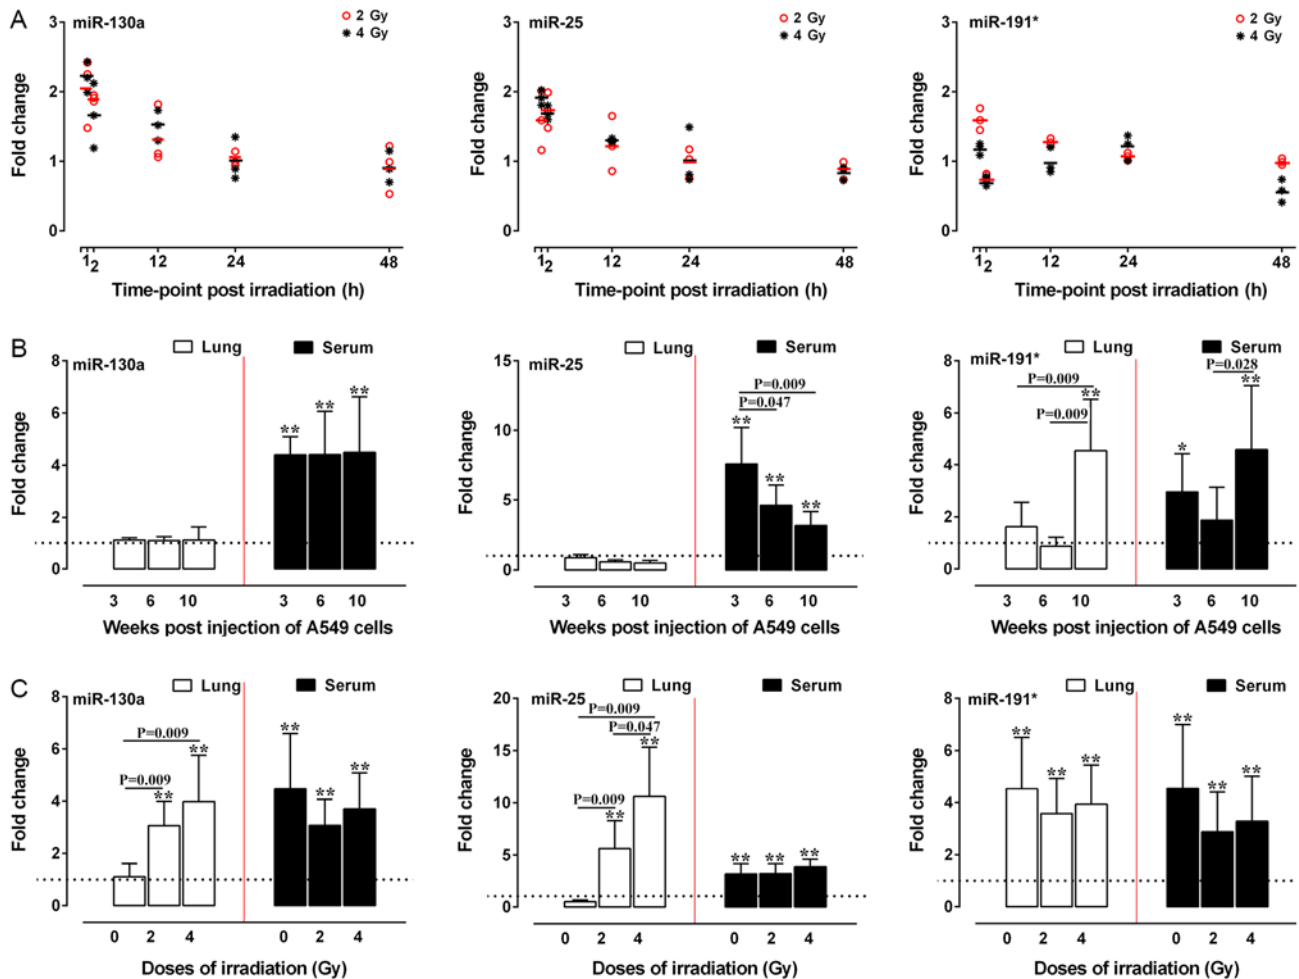 A
miR-130a
2 Gy
4 Gy
3
2
1
0
Fold change
1 2 12 24 48
Time-point post irradiation (h)
miR-25
2 Gy
4 Gy
3
2
1
0
Fold change
1 2 12 24 48
Time-point post irradiation (h)
miR-191*
2 Gy
4 Gy
3
2
1
0
Fold change
1 2 12 24 48
Time-point post irradiation (h)
B
miR-130a
Lung
Serum
8
6
4
2
0
Fold change
** ** **
3 6 10 3 6 10
Weeks post injection of A549 cells
miR-25
Lung
Serum
15
10
5
0
Fold change
P=0.009
P=0.047
** ** **
3 6 10 3 6 10
Weeks post injection of A549 cells
miR-191*
Lung
Serum
8
6
4
2
0
Fold change
P=0.009
P=0.009
**
P=0.028
* **
3 6 10 3 6 10
Weeks post injection of A549 cells
C
miR-130a
Lung
Serum
8
6
4
2
0
Fold change
P=0.009
P=0.009
** ** ** ** **
0 2 4 0 2 4
Doses of irradiation (Gy)
miR-25
Lung
Serum
20
15
10
5
0
Fold change
P=0.009
P=0.047
P=0.009
** ** ** ** **
0 2 4 0 2 4
Doses of irradiation (Gy)
miR-191*
Lung
Serum
8
6
4
2
0
Fold change
** ** ** ** ** **
0 2 4 0 2 4
Doses of irradiation (Gy)